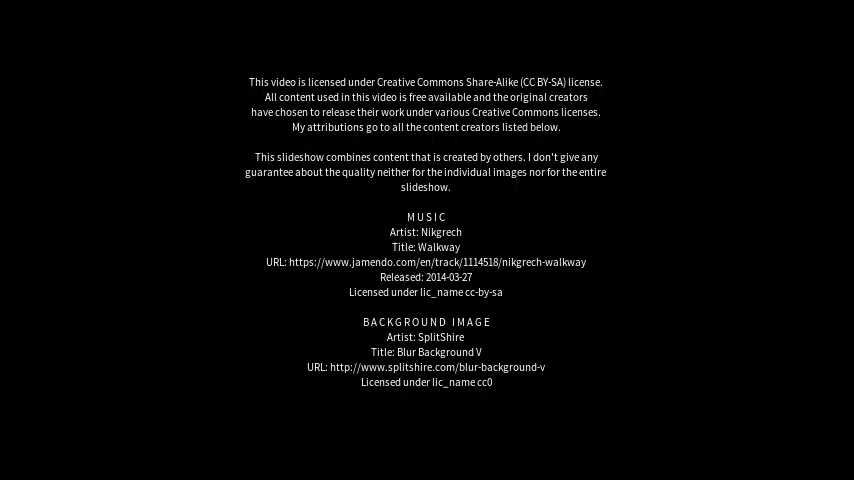 This video is licensed under Creative Commons Share-Alike (CC BY-SA) license.
All content used in this video is free available and the original creators
have chosen to release their work under various Creative Commons licenses.
My attributions go to all the content creators listed below.
This slideshow combines content that is created by others. I don't give any
guarantee about the quality neither for the individual images nor for the entire
slideshow.
MUSIC
Artist: Nikgrech
Title: Walkway
URL: https://www.jamendo.com/en/track/1114518/nikgrech-walkway
Released: 2014-03-27
Licensed under lic_name cc-by-sa
BACKGROUND IMAGE
Artist: SplitShire
Title: Blur Background V
URL: http://www.splitshire.com/blur-background-v
Licensed under lic_name cc0